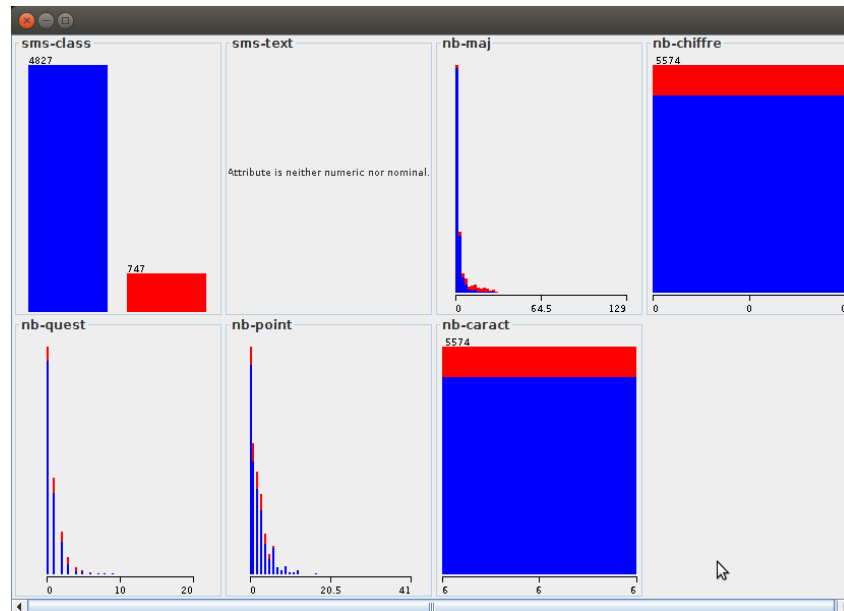 sms-class
sms-text
nb-maj
nb-chiffre
4827
747
Attribute is neither numeric nor nominal.
5574
0
64.5
129
0
0
nb-quest
nb-point
nb-caract
5574
0
10
20
0
20.5
41
6
6
6